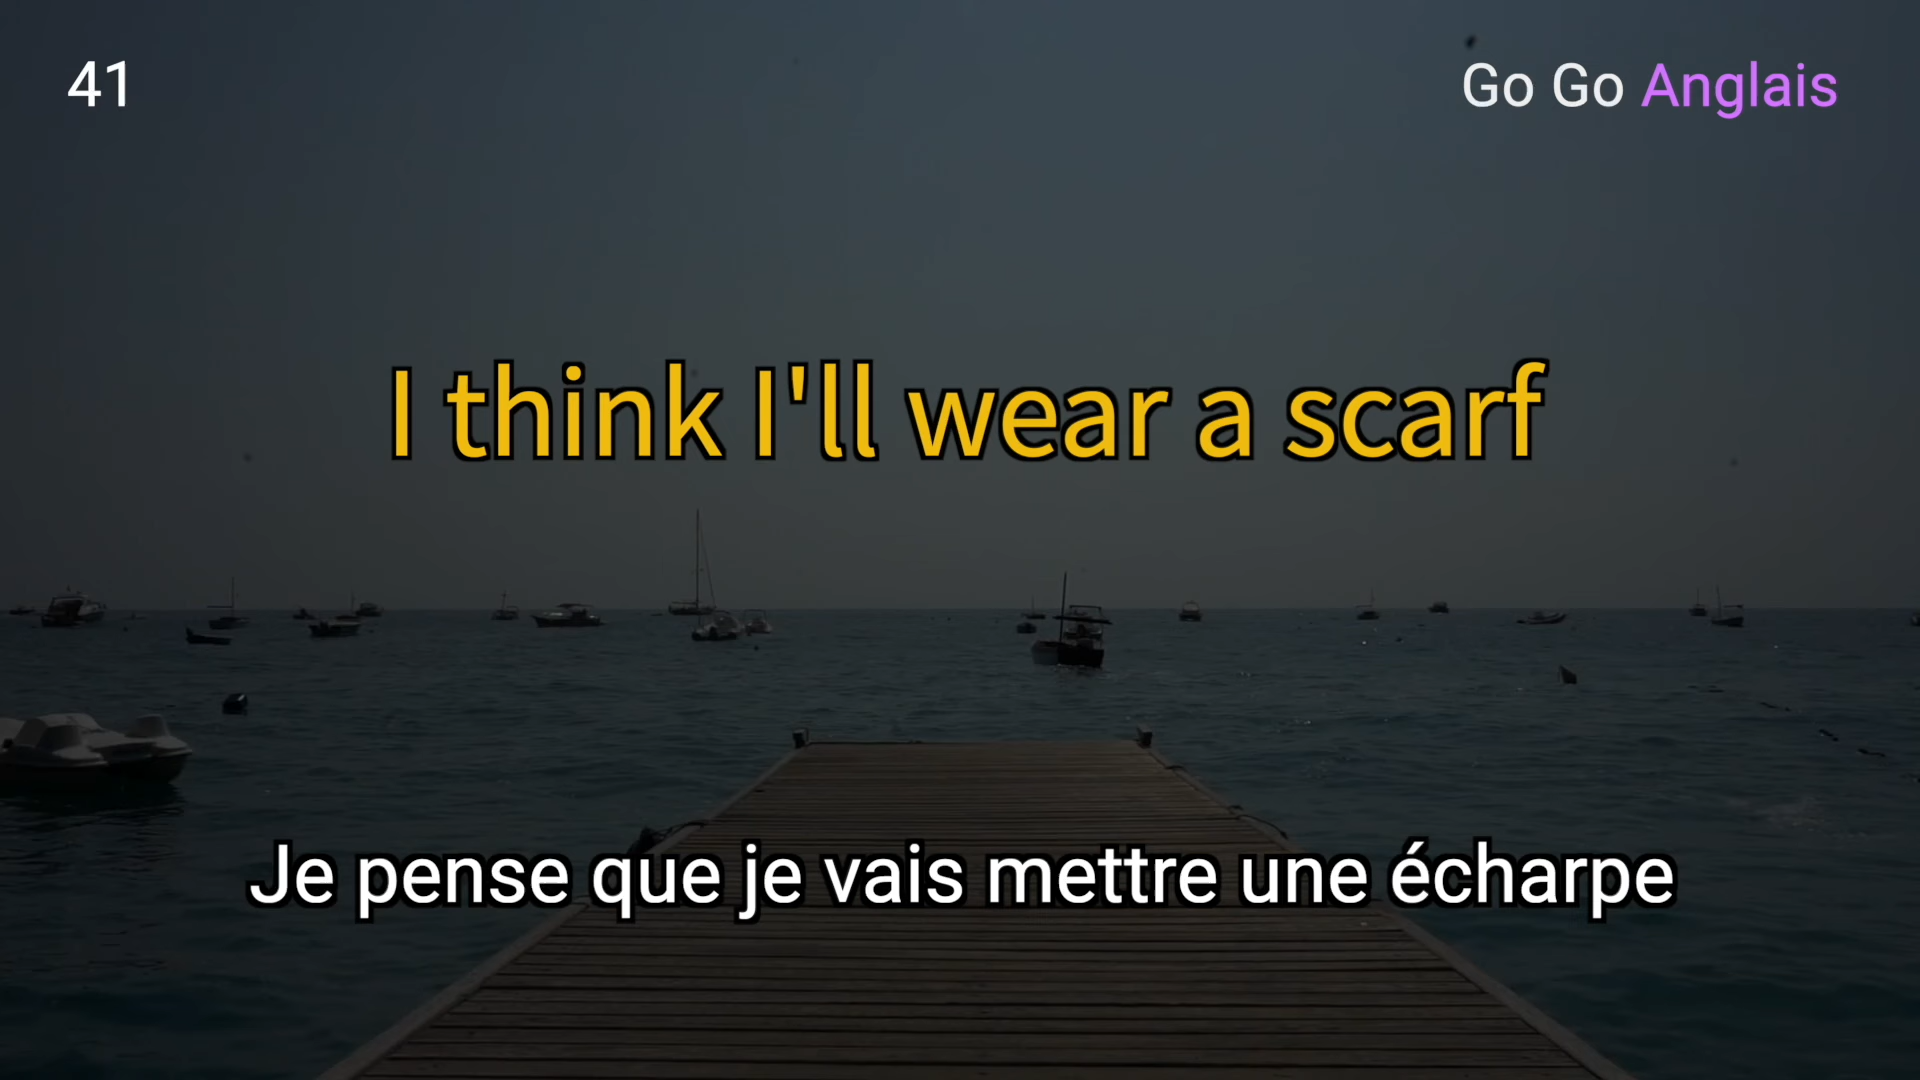 41
Go Go Anglais
I think I'll wear a scarf
Je pense que je vais mettre une écharpe